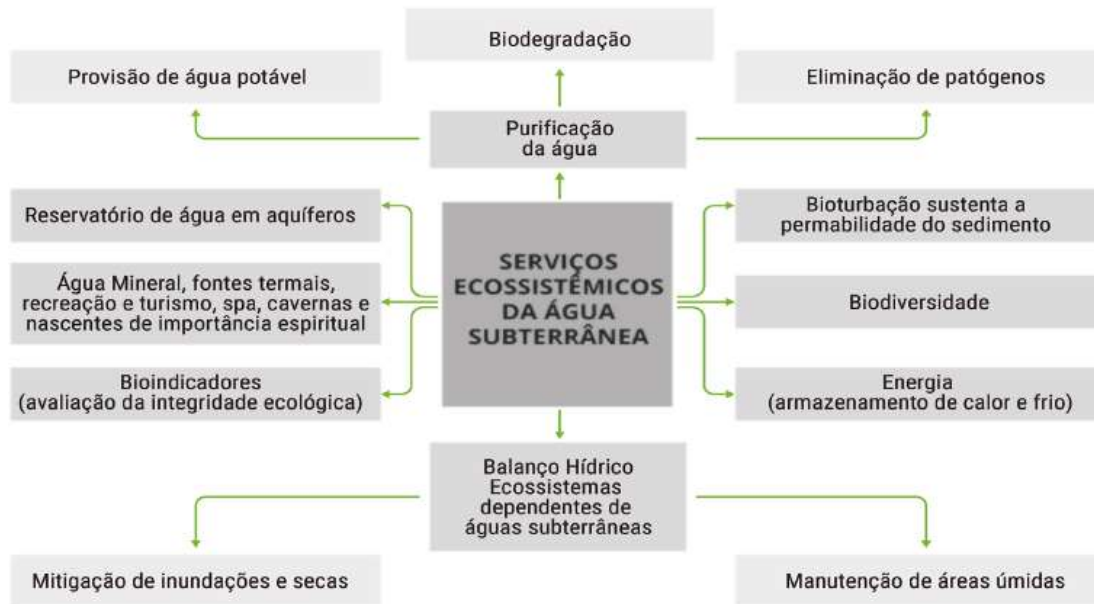 Biodegradação
Provisão de água potável
Eliminação de patógenos
Purificação
da água
Reservatório de água em aquíferos
Bioturbação sustenta a
permabilidade do sedimento
SERVIÇOS
ECOSSISTÊMICOS
DA ÁGUA
SUBTERRÂNEA
Água Mineral, fontes termais,
recreação e turismo, spa, cavernas e
nascentes de importância espiritual
Biodiversidade
Bioindicadores
(avaliação da integridade ecológica)
Energia
(armazenamento de calor e frio)
Balanço Hídrico
Ecossistemas
dependentes de
águas subterrâneas
Mitigação de inundações e secas
Manutenção de áreas úmidas